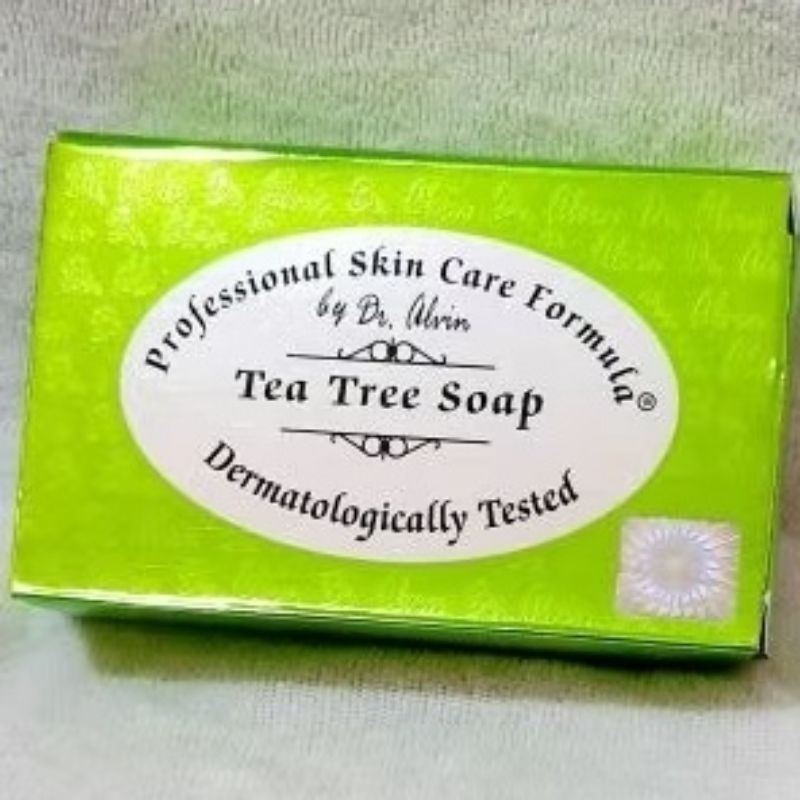 Professional Skin Care Formula®
by Dr. Alvin
Tea Tree Soap
Dermatologically Tested